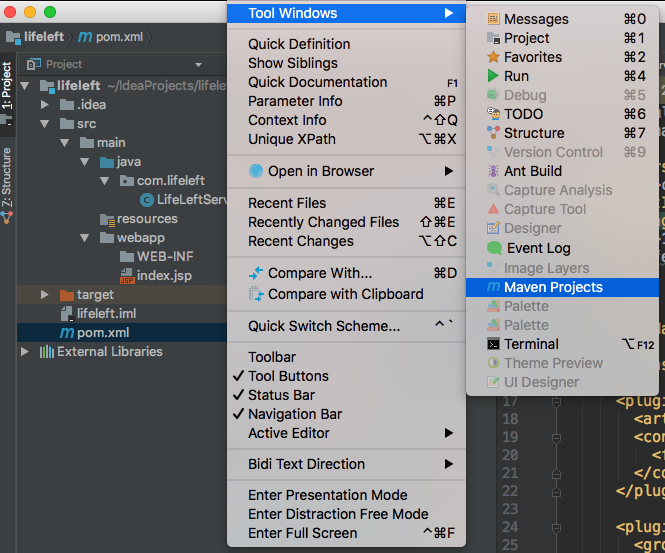 lifeleft
pom.xml
Project
1: Project
Z: Structure
lifeleft ~/IdeaProjects/lifele
.idea
src
main
java
com.lifeleft
LifeLeftServ
resources
webapp
WEB-INF
index.jsp
target
lifeleft.iml
pom.xml
External Libraries
Tool Windows
Quick Definition
Show Siblings
Quick Documentation F1
Parameter Info ⌘P
Context Info ^⇧Q
Unique XPath ⌥⌘X
Open in Browser
Recent Files ⌘E
Recently Changed Files ⇧⌘E
Recent Changes ⌥⇧C
Compare With... ⌘D
Compare with Clipboard
Quick Switch Scheme... ^`
Toolbar
✓ Tool Buttons
✓ Status Bar
✓ Navigation Bar
Active Editor
Bidi Text Direction
Enter Presentation Mode
Enter Distraction Free Mode
Enter Full Screen ^⌘F
Messages ⌘0
Project ⌘1
Favorites ⌘2
Run ⌘4
Debug ⌘5
TODO ⌘6
Structure ⌘7
Version Control ⌘9
Ant Build
Capture Analysis
Capture Tool
Designer
Event Log
Image Layers
Maven Projects
Palette
Palette
Terminal ⌥F12
Theme Preview
UI Designer
17 <plugi
18 <art
19 <con
20 <f
21 </co
22 </plug
23
24 <plugi
25 <gro